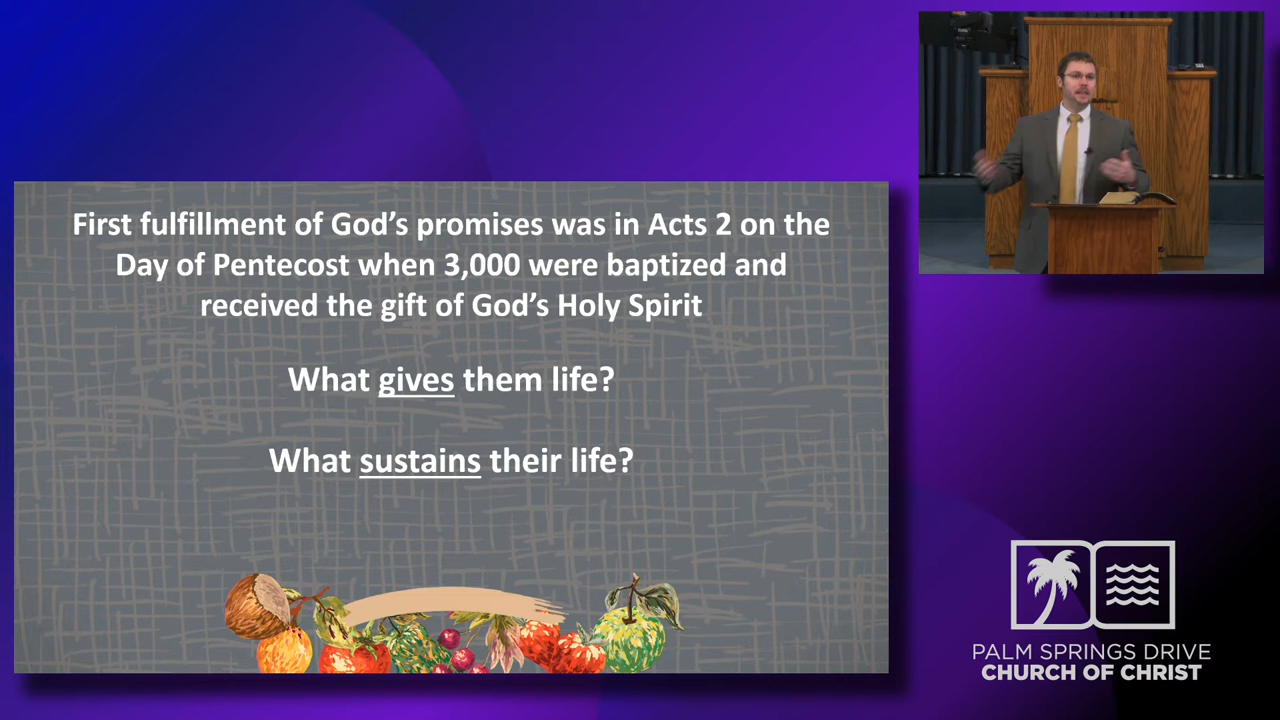 First fulfillment of God’s promises was in Acts 2 on the
Day of Pentecost when 3,000 were baptized and
received the gift of God’s Holy Spirit
What gives them life?
What sustains their life?
PALM SPRINGS DRIVE
CHURCH OF CHRIST